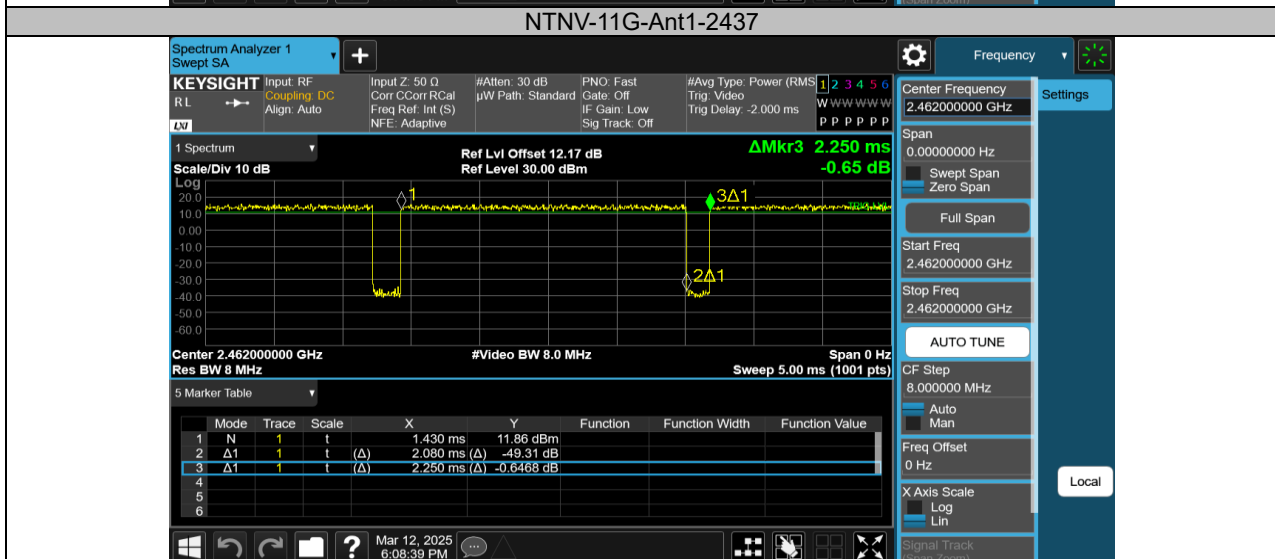 (Span Zoom)
NTNV-11G-Ant1-2437
Spectrum Analyzer 1
Swept SA
+
Frequency
KEYSIGHT Input: RF Input Z: 50 Ω #Atten: 30 dB PNO: Fast #Avg Type: Power (RMS 1 2 3 4 5 6
RL Coupling: DC Corr CCorr RCal µW Path: Standard Gate: Off Trig: Video
Align: Auto Freq Ref: Int (S) IF Gain: Low Trig Delay: -2.000 ms W W W W W W
LXI NFE: Adaptive Sig Track: Off P P P P P P
1 Spectrum
Scale/Div 10 dB
Ref Lvl Offset 12.17 dB
Ref Level 30.00 dBm
ΔMkr3 2.250 ms
-0.65 dB
Log
20.0
10.0
0.00
-10.0
-20.0
-30.0
-40.0
-50.0
-60.0
1
3Δ1
2Δ1
Center 2.462000000 GHz #Video BW 8.0 MHz Span 0 Hz
Res BW 8 MHz Sweep 5.00 ms (1001 pts)
5 Marker Table
Mode Trace Scale X Y Function Function Width Function Value
1 N 1 t 1.430 ms 11.86 dBm
2 Δ1 1 t (Δ) 2.080 ms (Δ) -49.31 dB
3 Δ1 1 t (Δ) 2.250 ms (Δ) -0.6468 dB
4
5
6
Mar 12, 2025
6:08:39 PM
Center Frequency
2.462000000 GHz
Settings
Span
0.00000000 Hz
Swept Span
Zero Span
Full Span
Start Freq
2.462000000 GHz
Stop Freq
2.462000000 GHz
AUTO TUNE
CF Step
8.000000 MHz
Auto
Man
Freq Offset
0 Hz
X Axis Scale
Log
Lin
Local
Signal Track
(Span Zoom)